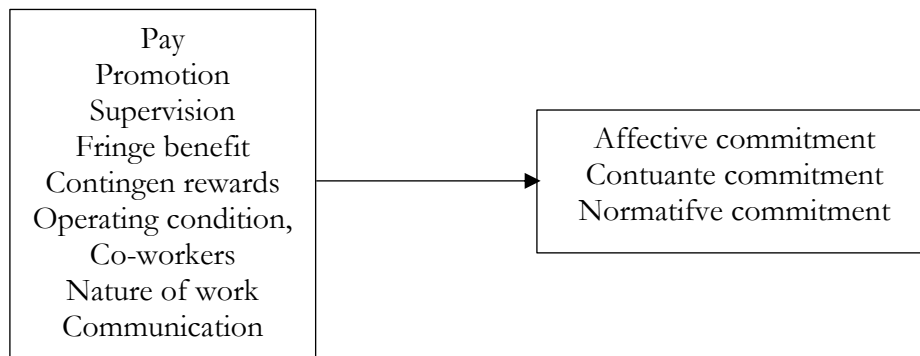 Pay
Promotion
Supervision
Fringe benefit
Contingen rewards
Operating condition,
Co-workers
Nature of work
Communication
Affective commitment
Contuante commitment
Normatifve commitment